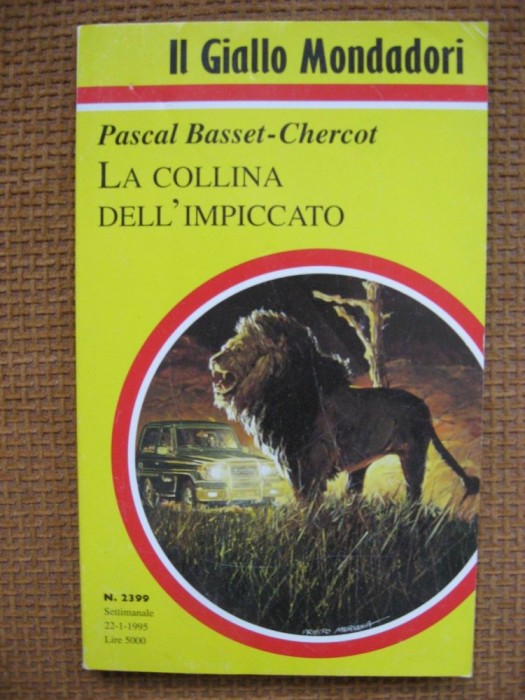 Il Giallo Mondadori
Pascal Basset-Chercot
LA COLLINA
DELL'IMPICCATO
N. 2399
Settimanale
22-1-1995
Lire 5000